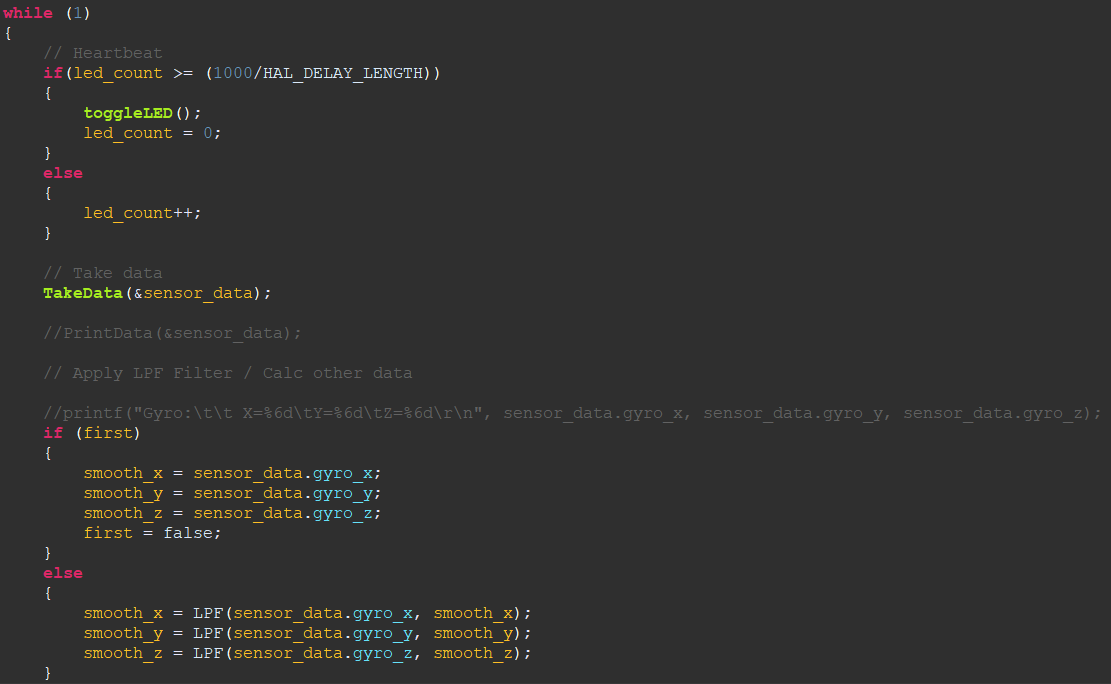 while (1)
{
    // Heartbeat
    if(led_count >= (1000/HAL_DELAY_LENGTH))
    {
        toggleLED();
        led_count = 0;
    }
    else
    {
        led_count++;
    }

    // Take data
    TakeData(&sensor_data);

    //PrintData(&sensor_data);

    // Apply LPF Filter / Calc other data

    //printf("Gyro:\t\t X=%6d\tY=%6d\tZ=%6d\r\n", sensor_data.gyro_x, sensor_data.gyro_y, sensor_data.gyro_z);
    if (first)
    {
        smooth_x = sensor_data.gyro_x;
        smooth_y = sensor_data.gyro_y;
        smooth_z = sensor_data.gyro_z;
        first = false;
    }
    else
    {
        smooth_x = LPF(sensor_data.gyro_x, smooth_x);
        smooth_y = LPF(sensor_data.gyro_y, smooth_y);
        smooth_z = LPF(sensor_data.gyro_z, smooth_z);
    }